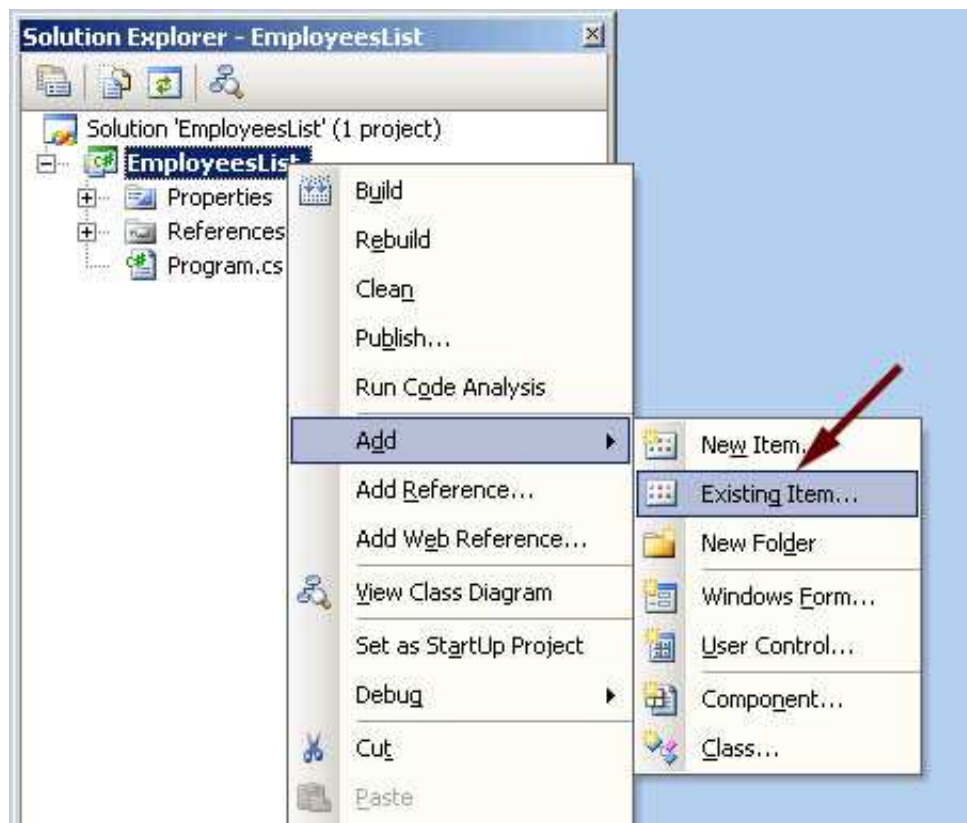 Solution Explorer - EmployeesList
Solution 'EmployeesList' (1 project)
EmployeesList
Properties
References
Program.cs
Build
Rebuild
Clean
Publish...
Run Code Analysis
Add
Add Reference...
Add Web Reference...
View Class Diagram
Set as StartUp Project
Debug
Cut
Paste
New Item...
Existing Item...
New Folder
Windows Form...
User Control...
Component...
Class...